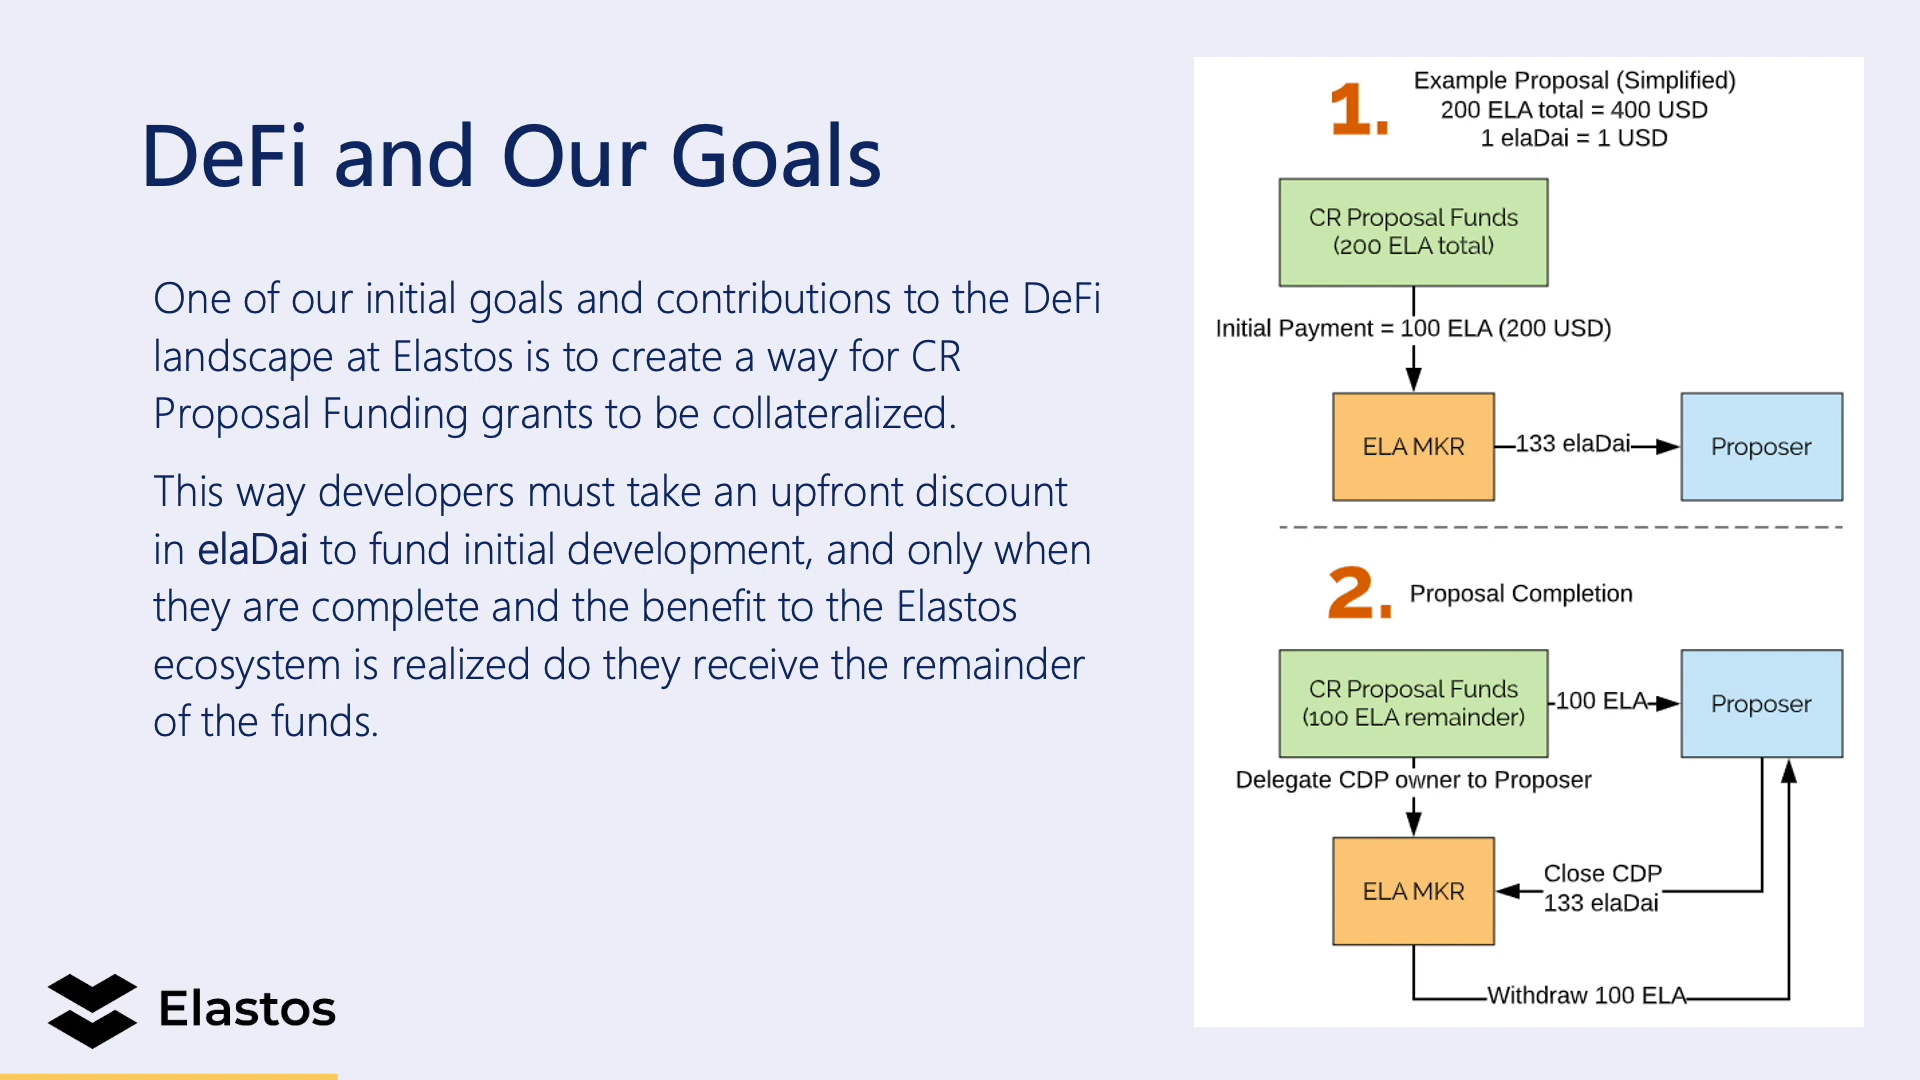 DeFi and Our Goals
One of our initial goals and contributions to the DeFi
landscape at Elastos is to create a way for CR
Proposal Funding grants to be collateralized.
This way developers must take an upfront discount
in elaDai to fund initial development, and only when
they are complete and the benefit to the Elastos
ecosystem is realized do they receive the remainder
of the funds.
Elastos
1.
Example Proposal (Simplified)
200 ELA total = 400 USD
1 elaDai = 1 USD
CR Proposal Funds
(200 ELA total)
Initial Payment = 100 ELA (200 USD)
ELA MKR
133 elaDai
Proposer
2.
Proposal Completion
CR Proposal Funds
(100 ELA remainder)
100 ELA
Proposer
Delegate CDP owner to Proposer
ELA MKR
Close CDP
133 elaDai
Withdraw 100 ELA